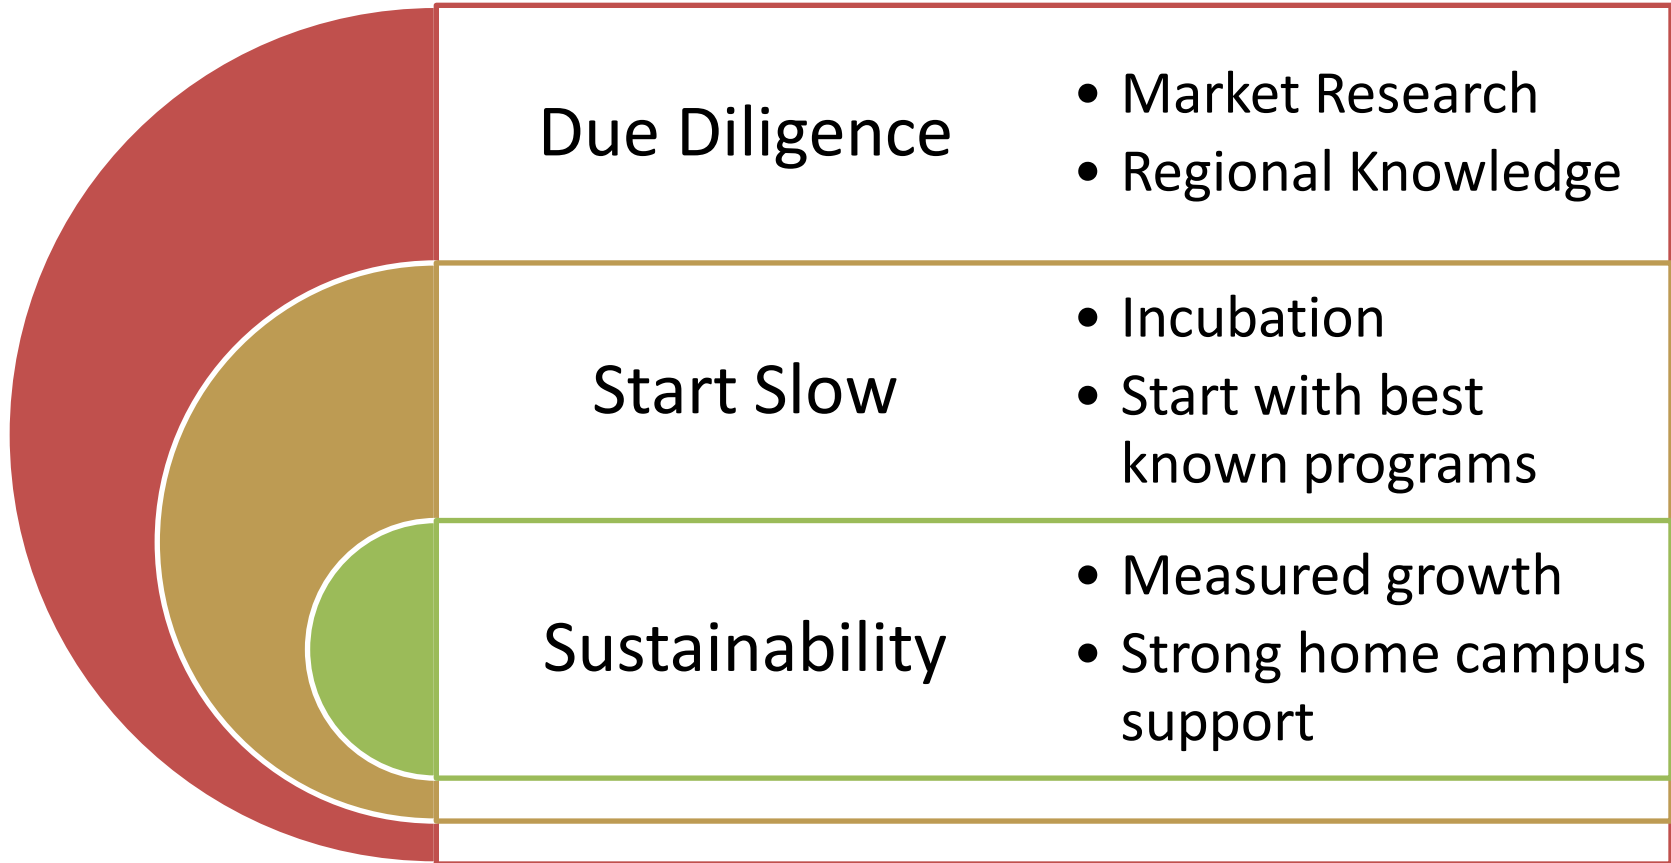 Due Diligence
• Market Research
• Regional Knowledge
Start Slow
• Incubation
• Start with best
known programs
Sustainability
• Measured growth
• Strong home campus
support